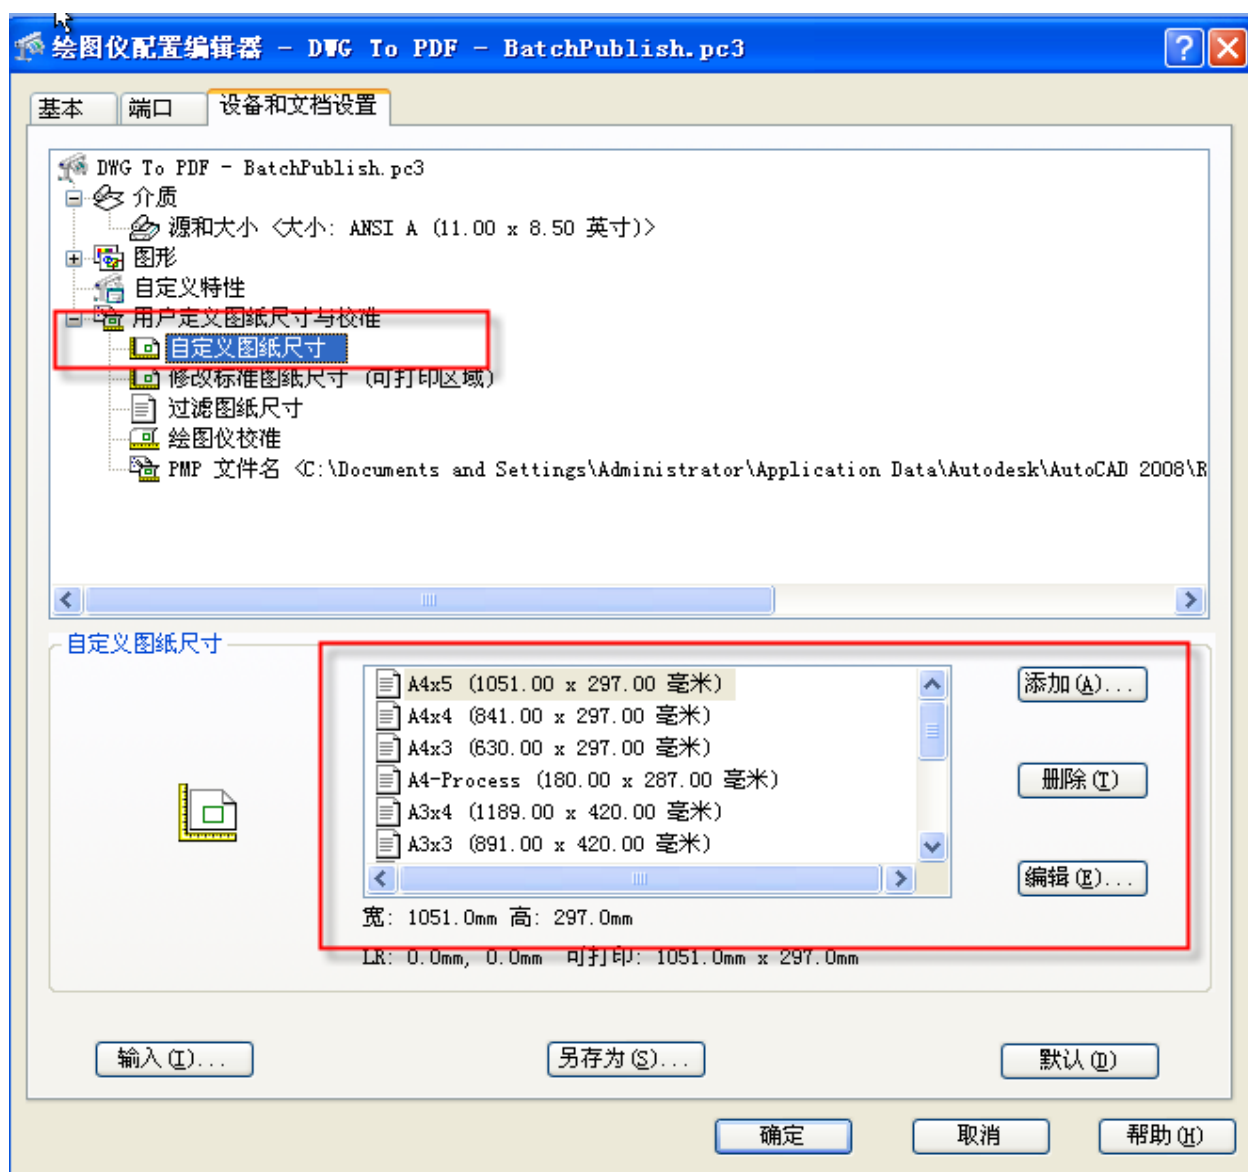 绘图仪配置编辑器 - DWG To PDF - BatchPublish.pc3
基本 端口 设备和文档设置
DWG To PDF - BatchPublish.pc3
介质
源和大小 <大小: ANSI A (11.00 x 8.50 英寸)>
图形
自定义特性
用户定义图纸尺寸与校准
自定义图纸尺寸
修改标准图纸尺寸 (可打印区域)
过滤图纸尺寸
绘图仪校准
PMP 文件名 <C:\Documents and Settings\Administrator\Application Data\Autodesk\AutoCAD 2008\R
自定义图纸尺寸
A4x5 (1051.00 x 297.00 毫米)
A4x4 (841.00 x 297.00 毫米)
A4x3 (630.00 x 297.00 毫米)
A4-Process (180.00 x 287.00 毫米)
A3x4 (1189.00 x 420.00 毫米)
A3x3 (891.00 x 420.00 毫米)
添加(A)...
删除(T)
编辑(E)...
宽: 1051.0mm 高: 297.0mm
LR: 0.0mm, 0.0mm 可打印: 1051.0mm x 297.0mm
输入(I)... 另存为(S)... 默认(D)
确定 取消 帮助(H)